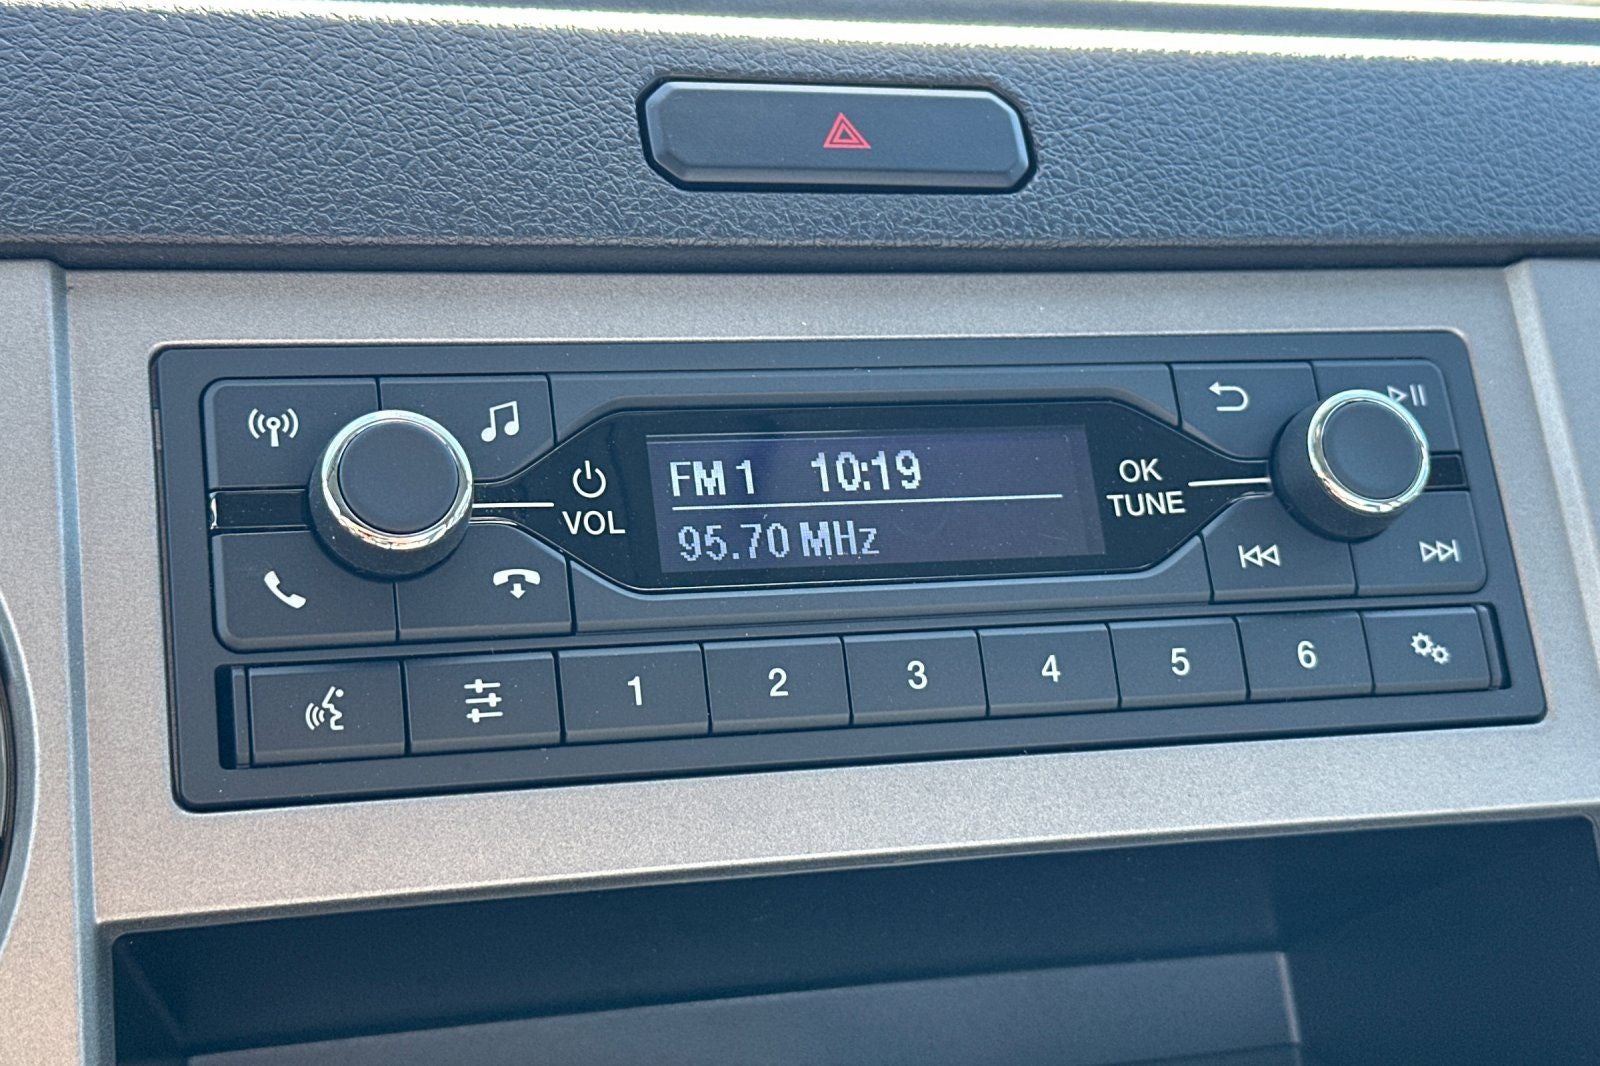 FM 1 10:19
95.70 MHz
VOL
OK
TUNE
1 2 3 4 5 6